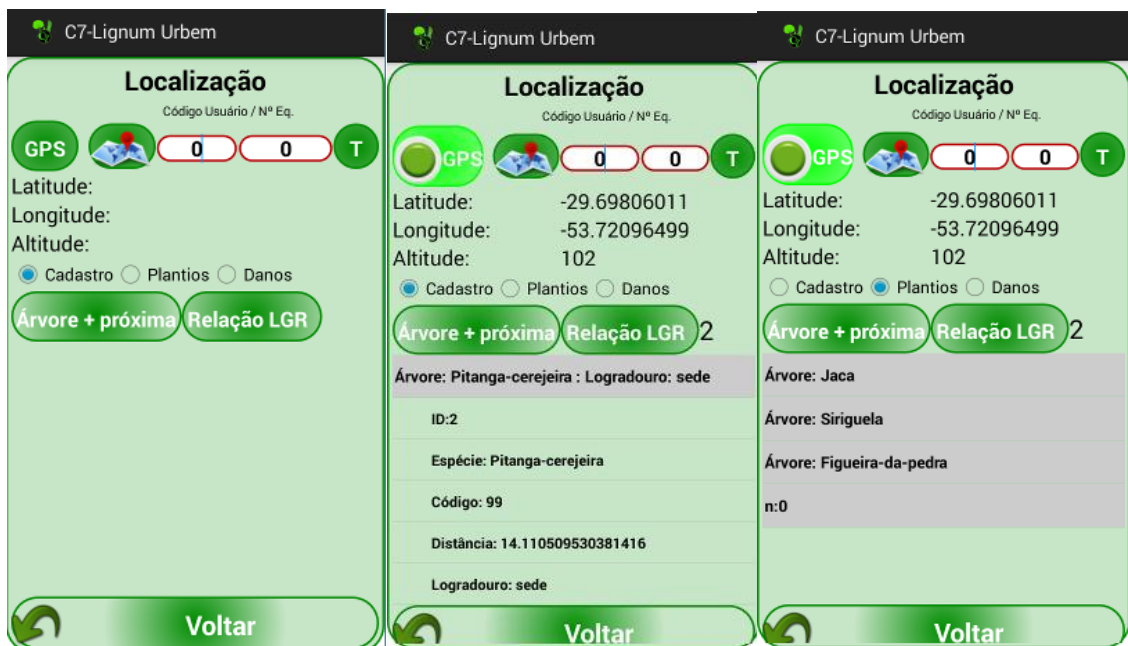 C7-Lignum Urbem
Localização
Código Usuário / Nº Eq.
GPS 0 0 T
Latitude:
Longitude:
Altitude:
Cadastro Plantios Danos
Árvore + próxima Relação LGR
Voltar
C7-Lignum Urbem
Localização
Código Usuário / Nº Eq.
GPS 0 0 T
Latitude: -29.69806011
Longitude: -53.72096499
Altitude: 102
Cadastro Plantios Danos
Árvore + próxima Relação LGR 2
Árvore: Pitanga-cerejeira : Logradouro: sede
ID:2
Espécie: Pitanga-cerejeira
Código: 99
Distância: 14.110509530381416
Logradouro: sede
Voltar
C7-Lignum Urbem
Localização
Código Usuário / Nº Eq.
GPS 0 0 T
Latitude: -29.69806011
Longitude: -53.72096499
Altitude: 102
Cadastro Plantios Danos
Árvore + próxima Relação LGR 2
Árvore: Jaca
Árvore: Siriguela
Árvore: Figueira-da-pedra
n:0
Voltar